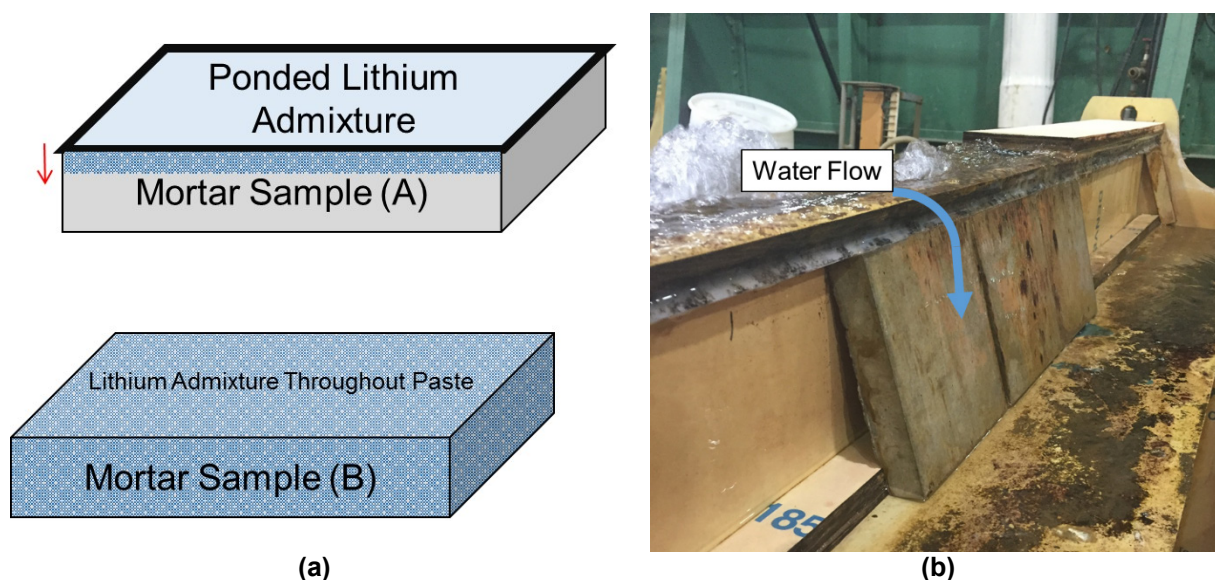 Ponded Lithium
Admixture
Mortar Sample (A)
Lithium Admixture Throughout Paste
Mortar Sample (B)
(a)
Water Flow
185
(b)